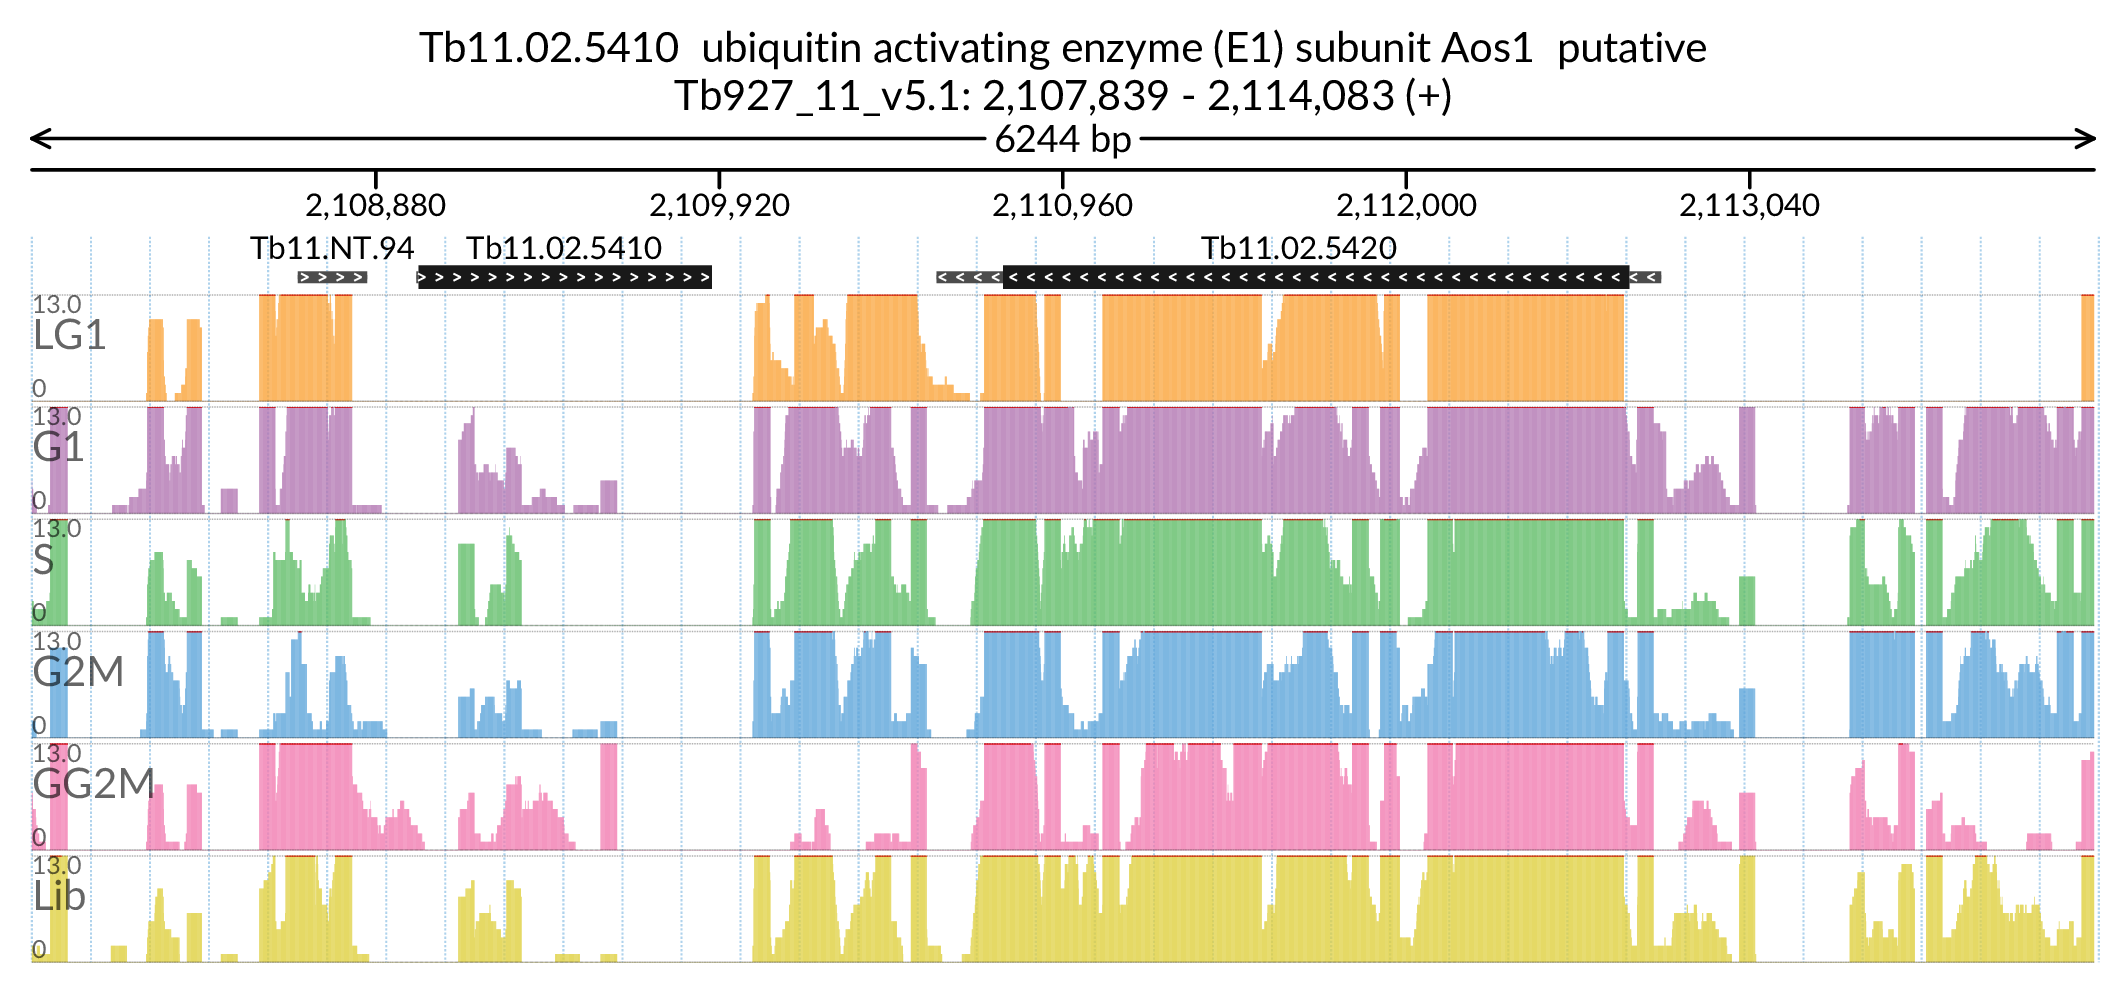 Tb11.02.5410  ubiquitin activating enzyme (E1) subunit Aos1  putative
Tb927_11_v5.1: 2,107,839 - 2,114,083 (+)
6244 bp
2,108,880 2,109,920 2,110,960 2,112,000 2,113,040
Tb11.NT.94 Tb11.02.5410 Tb11.02.5420
13.0
LG1
0
13.0
G1
0
13.0
S
0
13.0
G2M
0
13.0
GG2M
0
13.0
Lib
0